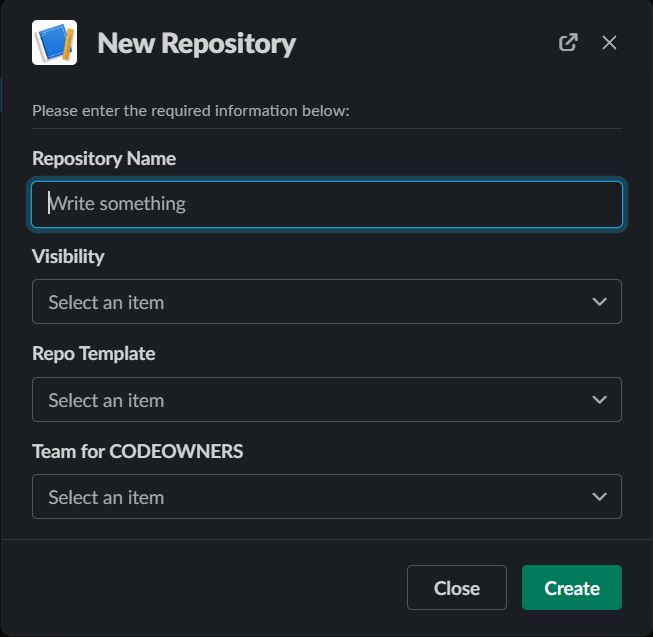 New Repository
Please enter the required information below:
Repository Name
Write something
Visibility
Select an item
Repo Template
Select an item
Team for CODEOWNERS
Select an item
Close
Create